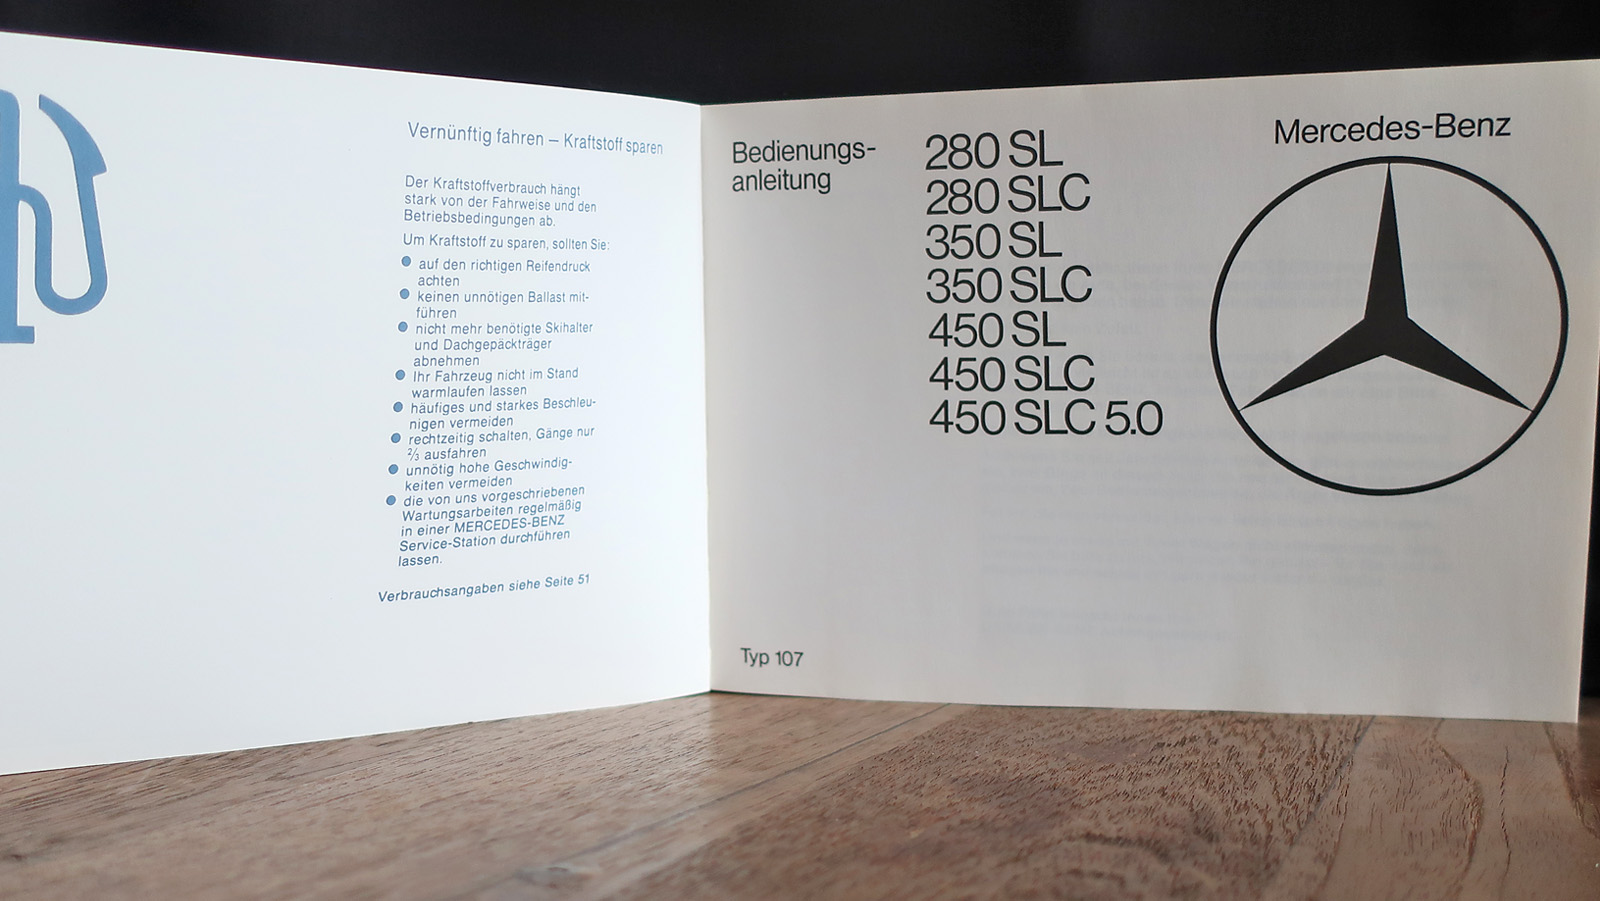 Vernünftig fahren – Kraftstoff sparen
Der Kraftstoffverbrauch hängt
stark von der Fahrweise und den
Betriebsbedingungen ab.
Um Kraftstoff zu sparen, sollten Sie:
● auf den richtigen Reifendruck
achten
● keinen unnötigen Ballast mit-
führen
● nicht mehr benötigte Skihalter
und Dachgepäckträger
abnehmen
● Ihr Fahrzeug nicht im Stand
warmlaufen lassen
● häufiges und starkes Beschleu-
nigen vermeiden
● rechtzeitig schalten, Gänge nur
⅔ ausfahren
● unnötig hohe Geschwindig-
keiten vermeiden
● die von uns vorgeschriebenen
Wartungsarbeiten regelmäßig
in einer MERCEDES-BENZ
Service-Station durchführen
lassen.
Verbrauchsangaben siehe Seite 51
Bedienungs-
anleitung
280 SL
280 SLC
350 SL
350 SLC
450 SL
450 SLC
450 SLC 5.0
Mercedes-Benz
Typ 107